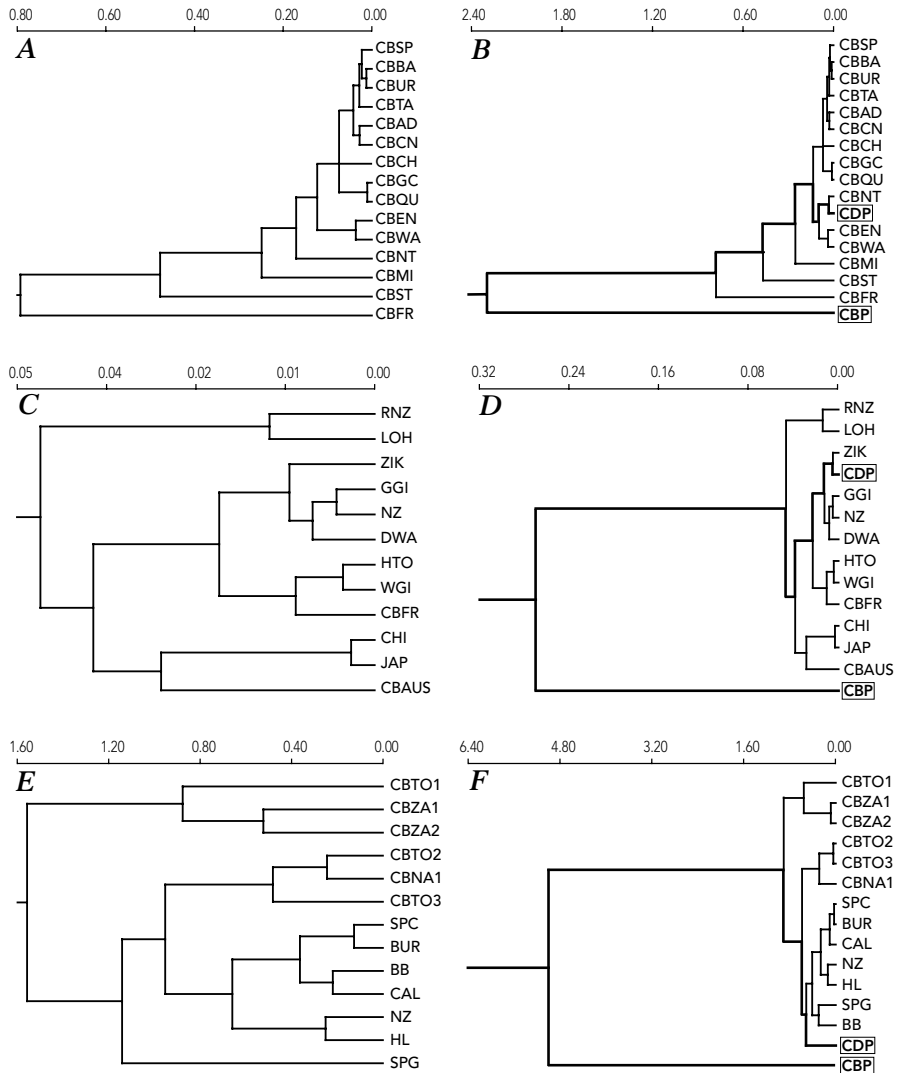 0.80 0.60 0.40 0.20 0.00
A
CBSP
CBBA
CBUR
CBTA
CBAD
CBCN
CBCH
CBGC
CBQU
CBEN
CBWA
CBNT
CBMI
CBST
CBFR
2.40 1.80 1.20 0.60 0.00
B
CBSP
CBBA
CBUR
CBTA
CBAD
CBCN
CBCH
CBGC
CBQU
CBNT
CDP
CBEN
CBWA
CBMI
CBST
CBFR
CBP
0.05 0.04 0.02 0.01 0.00
C
RNZ
LOH
ZIK
GGI
NZ
DWA
HTO
WGI
CBFR
CHI
JAP
CBAUS
0.32 0.24 0.16 0.08 0.00
D
RNZ
LOH
ZIK
CDP
GGI
NZ
DWA
HTO
WGI
CBFR
CHI
JAP
CBAUS
CBP
1.60 1.20 0.80 0.40 0.00
E
CBTO1
CBZA1
CBZA2
CBTO2
CBNA1
CBTO3
SPC
BUR
BB
CAL
NZ
HL
SPG
6.40 4.80 3.20 1.60 0.00
F
CBTO1
CBZA1
CBZA2
CBTO2
CBTO3
CBNA1
SPC
BUR
CAL
NZ
HL
SPG
BB
CDP
CBP